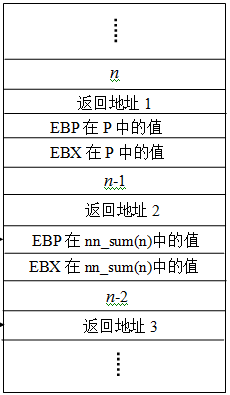 n
返回地址 1
EBP 在 P 中的值
EBX 在 P 中的值
n-1
返回地址 2
EBP 在 nn_sum(n)中的值
EBX 在 nn_sum(n)中的值
n-2
返回地址 3